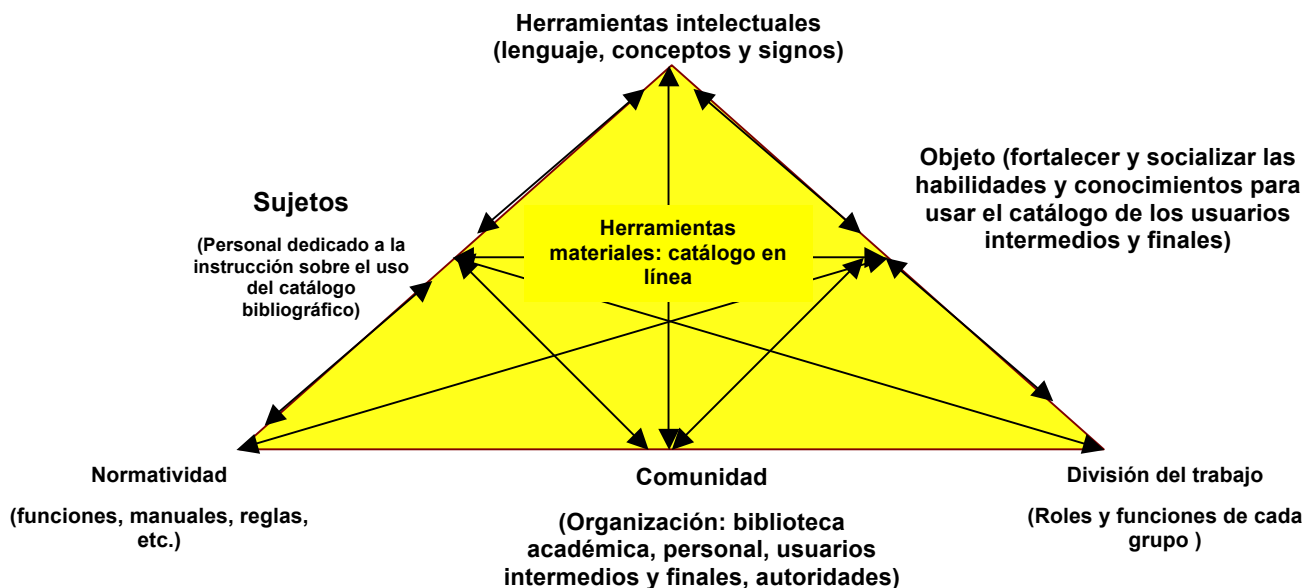 Herramientas intelectuales
(lenguaje, conceptos y signos)
Objeto (fortalecer y socializar las
habilidades y conocimientos para
usar el catálogo de los usuarios
intermedios y finales)
Sujetos
(Personal dedicado a la
instrucción sobre el uso
del catálogo
bibliográfico)
Herramientas
materiales: catálogo en
línea
Normatividad
(funciones, manuales, reglas,
etc.)
Comunidad
(Organización: biblioteca
académica, personal, usuarios
intermedios y finales, autoridades)
División del trabajo
(Roles y funciones de cada
grupo )